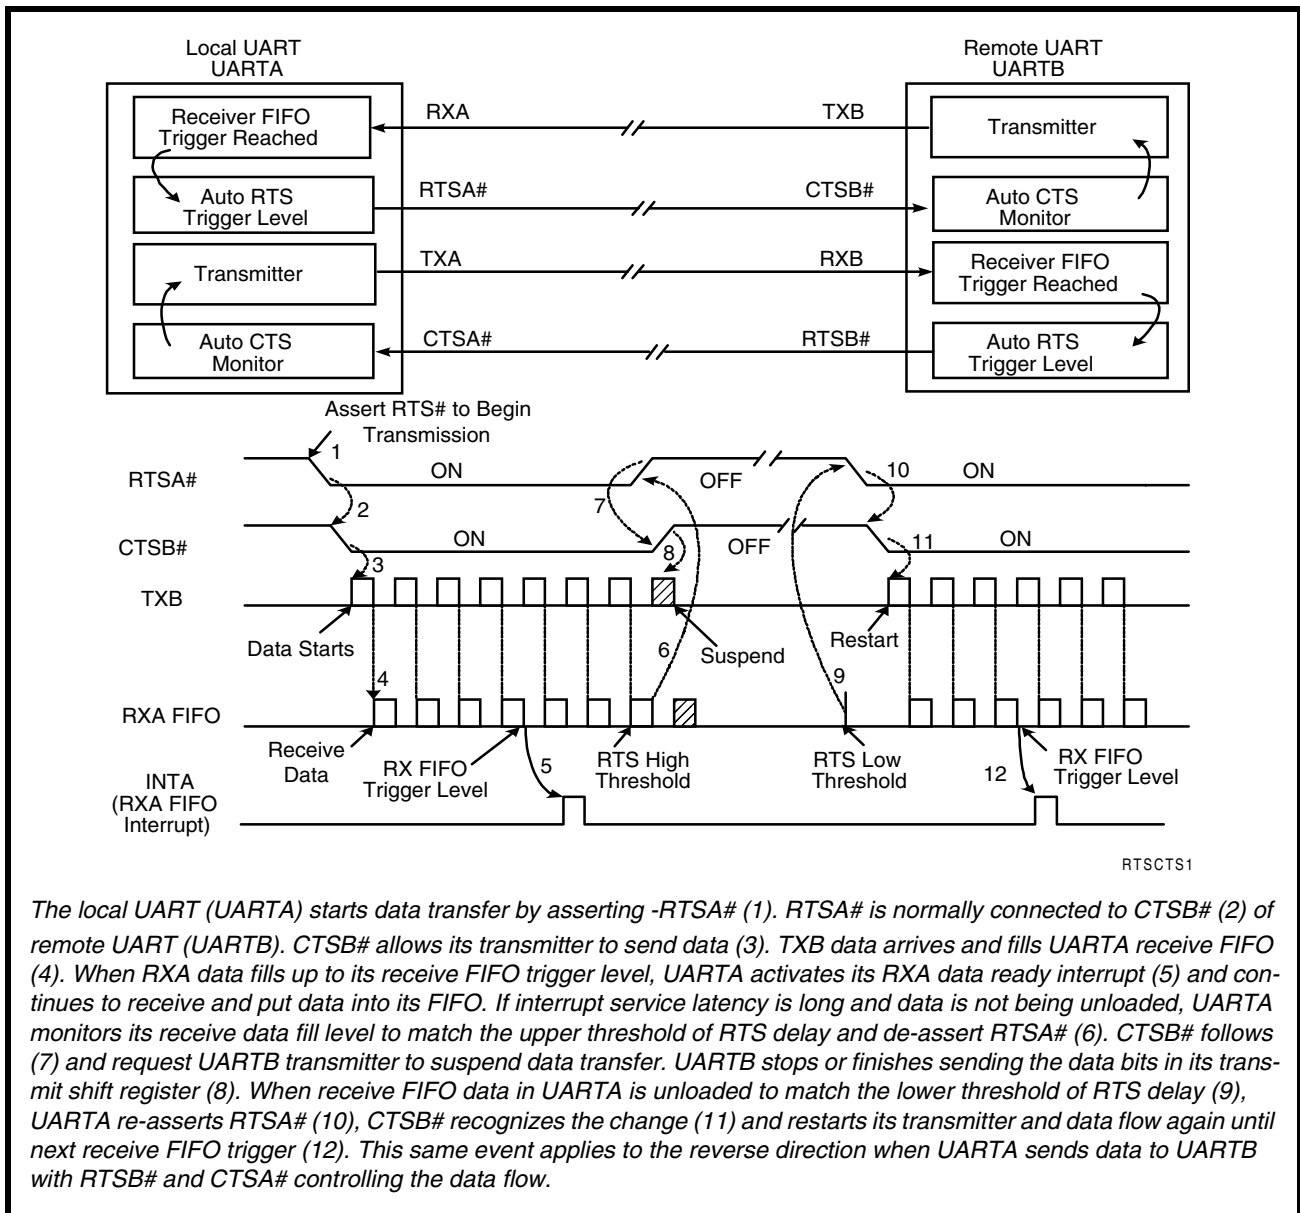 Local UART
UARTA
Remote UART
UARTB
Receiver FIFO
Trigger Reached
RXA
TXB
Transmitter
Auto RTS
Trigger Level
RTSA#
CTSB#
Auto CTS
Monitor
Transmitter
TXA
RXB
Receiver FIFO
Trigger Reached
Auto CTS
Monitor
CTSA#
RTSB#
Auto RTS
Trigger Level
Assert RTS# to Begin
Transmission
1
RTSA#
ON
OFF
10
ON
2
7
CTSB#
ON
OFF
11
ON
3
8
TXB
Data Starts
6
Suspend
Restart
4
9
RXA FIFO
Receive
Data
RX FIFO
Trigger Level
5
RTS High
Threshold
RTS Low
Threshold
12
RX FIFO
Trigger Level
INTA
(RXA FIFO
Interrupt)
RTSCTS1
The local UART (UARTA) starts data transfer by asserting -RTSA# (1). RTSA# is normally connected to CTSB# (2) of
remote UART (UARTB). CTSB# allows its transmitter to send data (3). TXB data arrives and fills UARTA receive FIFO
(4). When RXA data fills up to its receive FIFO trigger level, UARTA activates its RXA data ready interrupt (5) and con-
tinues to receive and put data into its FIFO. If interrupt service latency is long and data is not being unloaded, UARTA
monitors its receive data fill level to match the upper threshold of RTS delay and de-assert RTSA# (6). CTSB# follows
(7) and request UARTB transmitter to suspend data transfer. UARTB stops or finishes sending the data bits in its trans-
mit shift register (8). When receive FIFO data in UARTA is unloaded to match the lower threshold of RTS delay (9),
UARTA re-asserts RTSA# (10), CTSB# recognizes the change (11) and restarts its transmitter and data flow again until
next receive FIFO trigger (12). This same event applies to the reverse direction when UARTA sends data to UARTB
with RTSB# and CTSA# controlling the data flow.